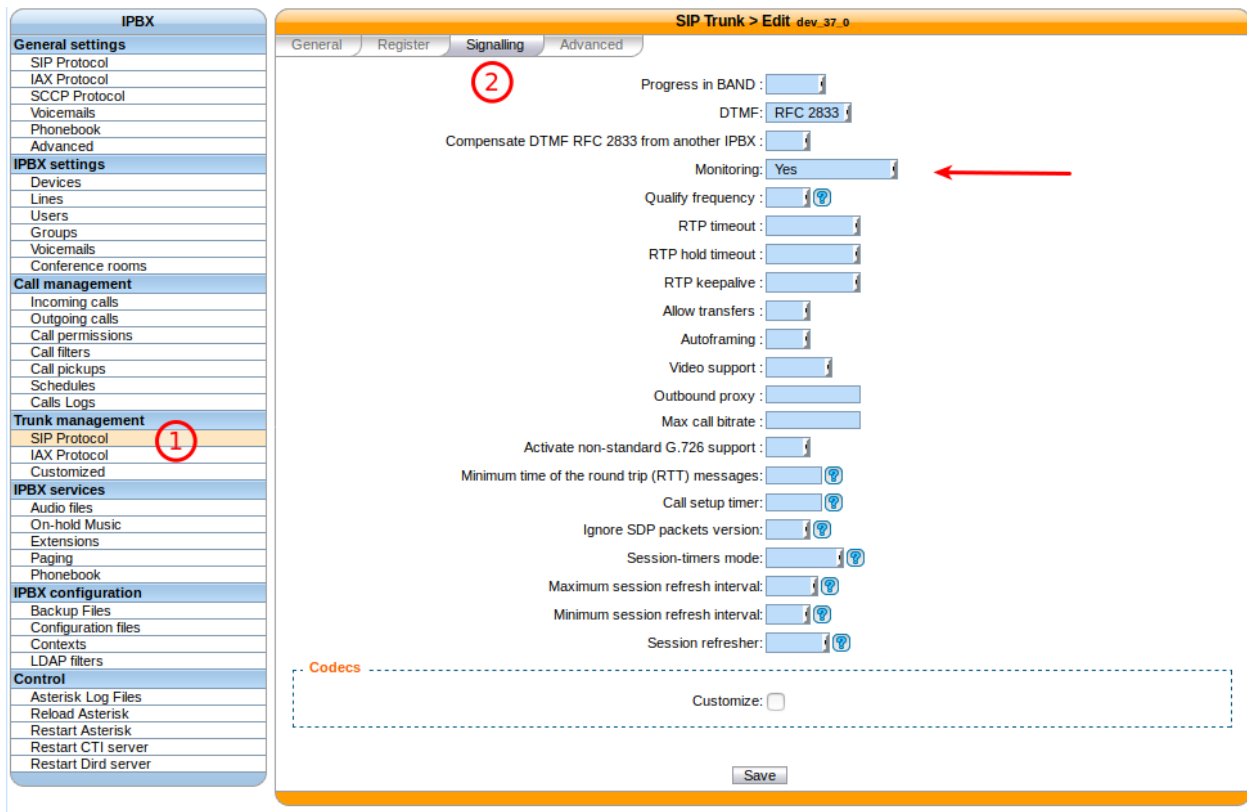 IPBX
General settings
SIP Protocol
IAX Protocol
SCCP Protocol
Voicemails
Phonebook
Advanced
IPBX settings
Devices
Lines
Users
Groups
Voicemails
Conference rooms
Call management
Incoming calls
Outgoing calls
Call permissions
Call filters
Call pickups
Schedules
Calls Logs
Trunk management
SIP Protocol
1
IAX Protocol
Customized
IPBX services
Audio files
On-hold Music
Extensions
Paging
Phonebook
IPBX configuration
Backup Files
Configuration files
Contexts
LDAP filters
Control
Asterisk Log Files
Reload Asterisk
Restart Asterisk
Restart CTI server
Restart Dird server
SIP Trunk > Edit dev_37_0
General Register Signalling Advanced
2
Progress in BAND :
DTMF: RFC 2833
Compensate DTMF RFC 2833 from another IPBX :
Monitoring: Yes
Qualify frequency : ?
RTP timeout :
RTP hold timeout :
RTP keepalive :
Allow transfers :
Autoframing :
Video support :
Outbound proxy :
Max call bitrate :
Activate non-standard G.726 support :
Minimum time of the round trip (RTT) messages: ?
Call setup timer: ?
Ignore SDP packets version: ?
Session-timers mode: ?
Maximum session refresh interval: ?
Minimum session refresh interval: ?
Session refresher: ?
Codecs
Customize:
Save